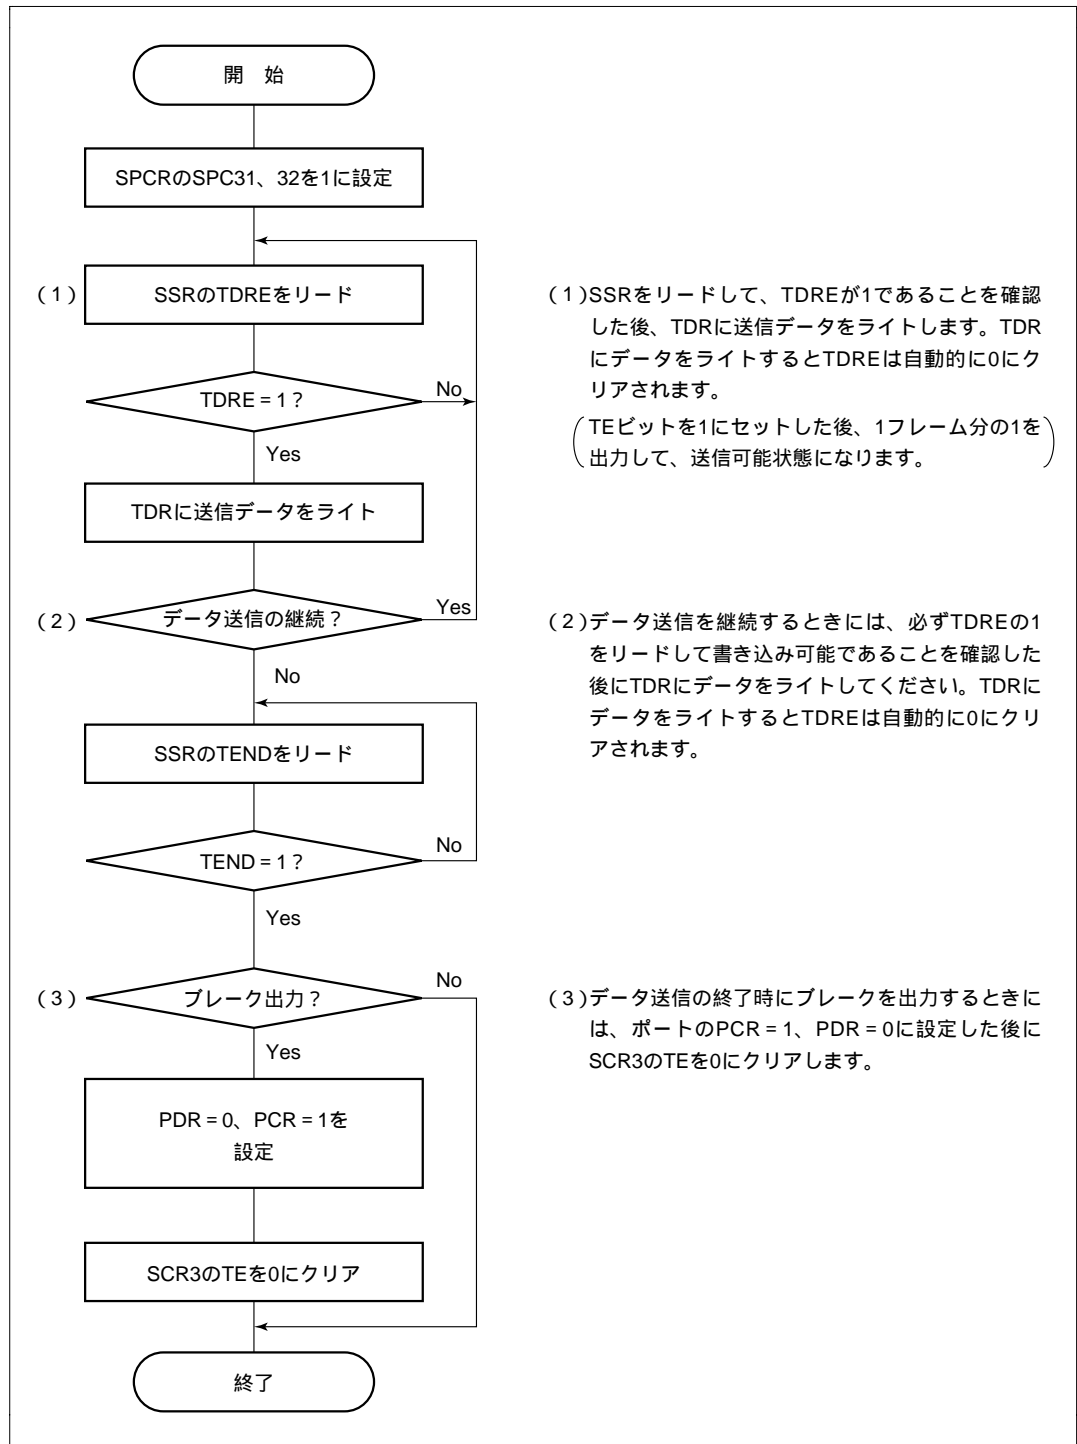 開　始
SPCRのSPC31、32を1に設定
(1)
SSRのTDREをリード
TDRE = 1？
No
Yes
TDRに送信データをライト
(2)
データ送信の継続？
Yes
No
SSRのTENDをリード
TEND = 1？
No
Yes
(3)
ブレーク出力？
No
Yes
PDR = 0、PCR = 1を
設定
SCR3のTEを0にクリア
終了
(1)SSRをリードして、TDREが1であることを確認
した後、TDRに送信データをライトします。TDR
にデータをライトするとTDREは自動的に0にク
リアされます。
(TEビットを1にセットした後、1フレーム分の1を
出力して、送信可能状態になります。)
(2)データ送信を継続するときには、必ずTDREの1
をリードして書き込み可能であることを確認した
後にTDRにデータをライトしてください。TDRに
データをライトするとTDREは自動的に0にクリ
アされます。
(3)データ送信の終了時にブレークを出力するときに
は、ポートのPCR = 1、PDR = 0に設定した後に
SCR3のTEを0にクリアします。